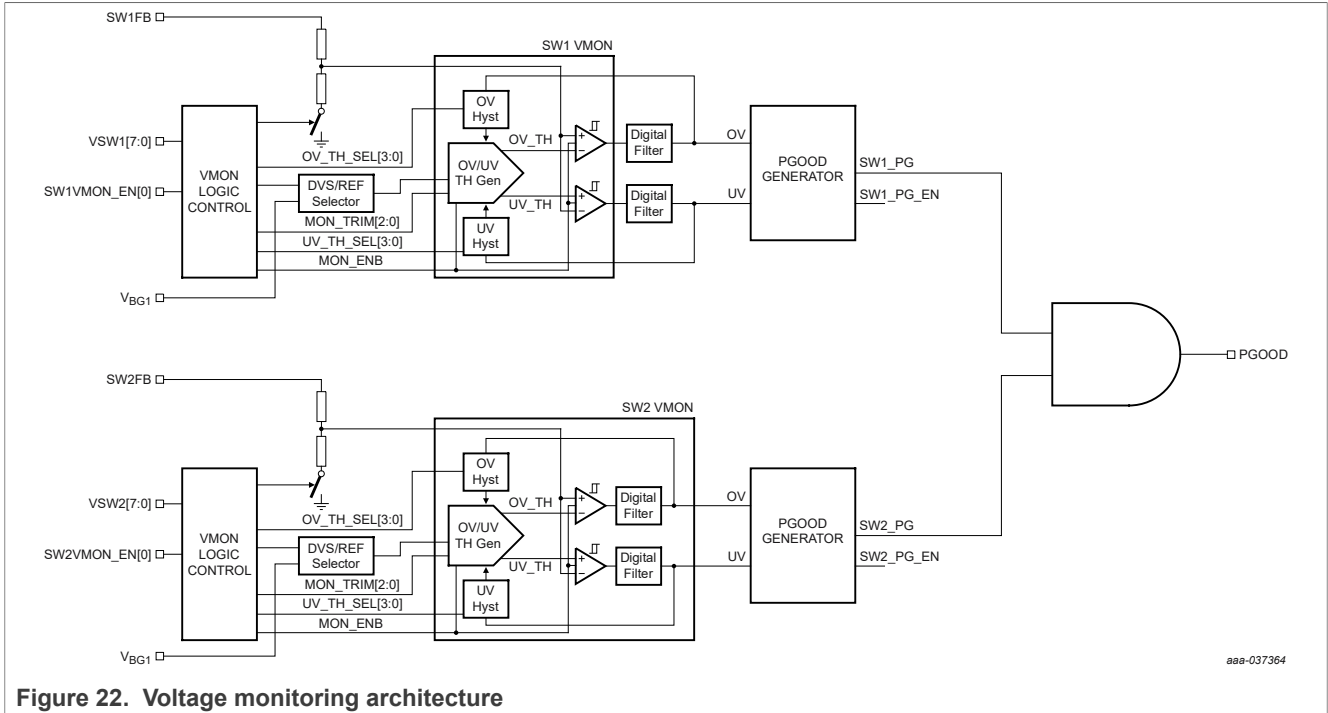 SW1FB
SW1 VMON
VSW1[7:0]
SW1VMON_EN[0]
VMON
LOGIC
CONTROL
OV_TH_SEL[3:0]
DVS/REF
Selector
MON_TRIM[2:0]
UV_TH_SEL[3:0]
MON_ENB
VBG1
OV
Hyst
OV/UV
TH Gen
UV
Hyst
OV_TH
UV_TH
+
−
+
−
Digital
Filter
Digital
Filter
OV
UV
PGOOD
GENERATOR
SW1_PG
SW1_PG_EN
PGOOD
SW2FB
SW2 VMON
VSW2[7:0]
SW2VMON_EN[0]
VMON
LOGIC
CONTROL
OV_TH_SEL[3:0]
DVS/REF
Selector
MON_TRIM[2:0]
UV_TH_SEL[3:0]
MON_ENB
VBG1
OV
Hyst
OV/UV
TH Gen
UV
Hyst
OV_TH
UV_TH
+
−
+
−
Digital
Filter
Digital
Filter
OV
UV
PGOOD
GENERATOR
SW2_PG
SW2_PG_EN
aaa-037364
Figure 22. Voltage monitoring architecture